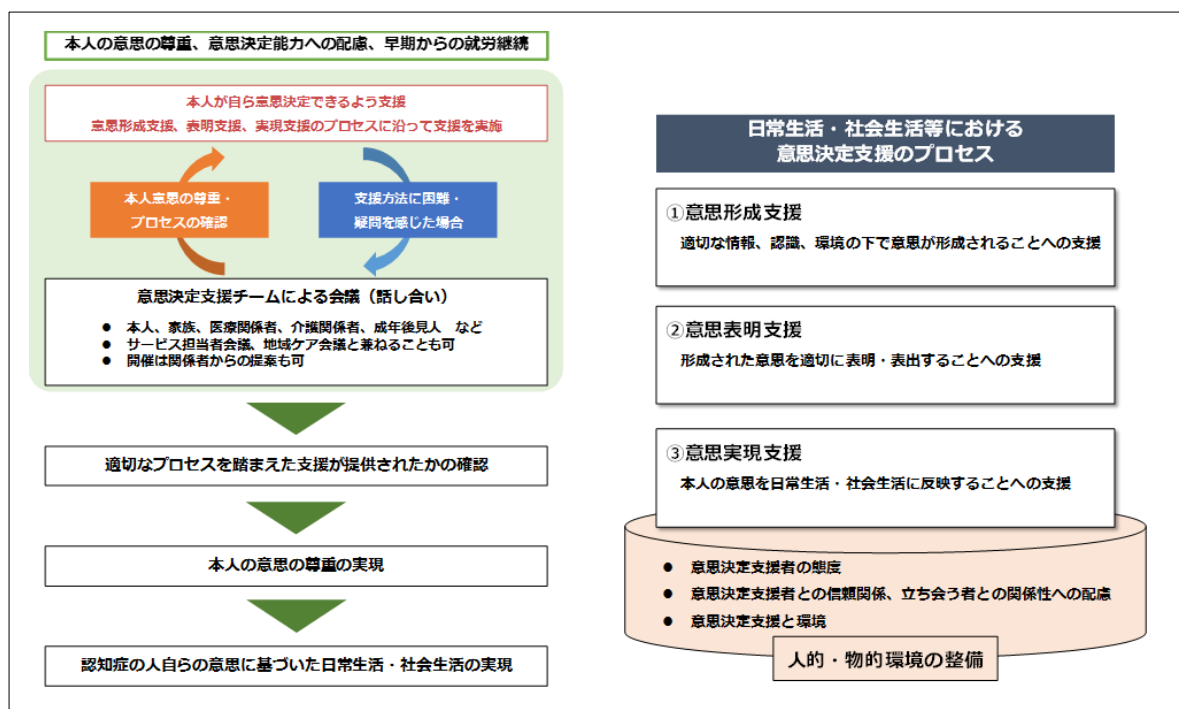 本人の意思の尊重、意思決定能力への配慮、早期からの就労継続
本人が自ら意思決定できるよう支援
意思形成支援、表明支援、実現支援のプロセスに沿って支援を実施
本人意思の尊重・
プロセスの確認
支援方法に困難・
疑問を感じた場合
意思決定支援チームによる会議（話し合い）
● 本人、家族、医療関係者、介護関係者、成年後見人　など
● サービス担当者会議、地域ケア会議と兼ねることも可
● 開催は関係者からの提案も可
適切なプロセスを踏まえた支援が提供されたかの確認
本人の意思の尊重の実現
認知症の人自らの意思に基づいた日常生活・社会生活の実現
日常生活・社会生活等における
意思決定支援のプロセス
①意思形成支援
適切な情報、認識、環境の下で意思が形成されることへの支援
②意思表明支援
形成された意思を適切に表明・表出することへの支援
③意思実現支援
本人の意思を日常生活・社会生活に反映することへの支援
● 意思決定支援者の態度
● 意思決定支援者との信頼関係、立ち会う者との関係性への配慮
● 意思決定支援と環境
人的・物的環境の整備